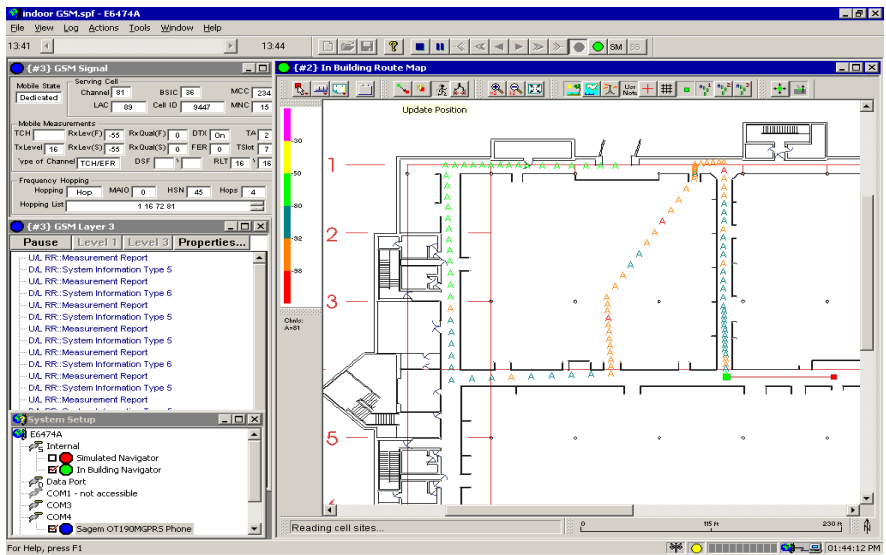 indoor GSM.spf - E6474A
File View Log Actions Tools Window Help
13:41
13:44
SM
SS
{#3} GSM Signal
Mobile State
Dedicated
Serving Cell
Channel 81 BSIC 36 MCC 234
LAC 89 Cell ID 9447 MNC 15
Mobile Measurements
TCH RxLev(F) -55 RxQual(F) 0 DTX On TA 2
TxLevel 16 RxLev(S) -55 RxQual(S) 0 FER 0 TSlot 7
Type of Channel TCH/EFR DSF RLT 16 \ 16
Frequency Hopping
Hopping Hop MAIO 0 HSN 45 Hops 4
Hopping List 1 16 72 81
{#3} GSM Layer 3
Pause Level 1 Level 3 Properties...
U/L RR::Measurement Report
D/L RR::System Information Type 5
U/L RR::Measurement Report
D/L RR::System Information Type 6
U/L RR::Measurement Report
D/L RR::System Information Type 5
U/L RR::Measurement Report
D/L RR::System Information Type 5
U/L RR::Measurement Report
D/L RR::System Information Type 6
U/L RR::Measurement Report
D/L RR::System Information Type 5
U/L RR::Measurement Report
D/L RR::System Information Type 5
System Setup
E6474A
Internal
Simulated Navigator
In Building Navigator
Data Port
COM1 - not accessible
COM3
COM4
Sagem OT190MGPRS Phone
{#2} In Building Route Map
Usr
Note
Update Position
-30
-50
-80
-92
-98
Chnls:
A=81
1
2
3
5
Reading cell sites...
0 115 ft 230 ft
For Help, press F1
01:44:12 PM